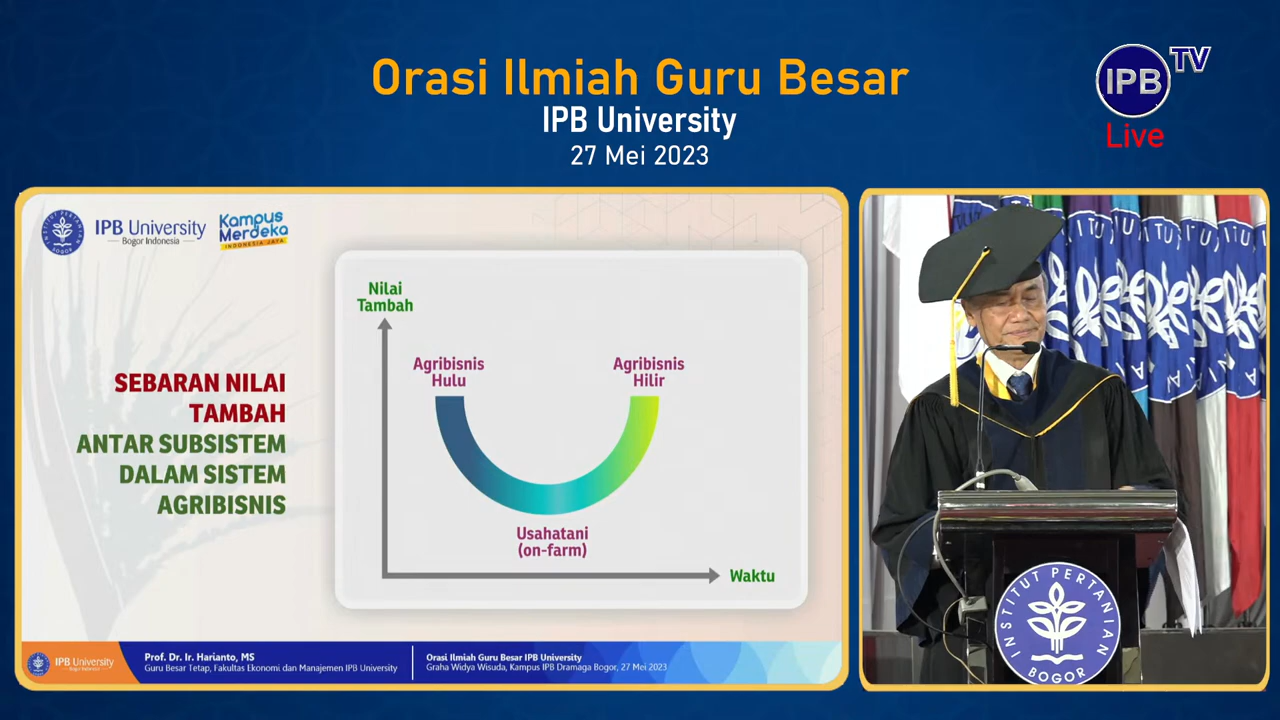 Orasi Ilmiah Guru Besar
IPB University
27 Mei 2023
IPB TV
Live
INSTITUT PERTANIAN
BOGOR
IPB University
Bogor Indonesia
Kampus
Merdeka
INDONESIA JAYA
SEBARAN NILAI
TAMBAH
ANTAR SUBSISTEM
DALAM SISTEM
AGRIBISNIS
Nilai
Tambah
Agribisnis
Hulu
Agribisnis
Hilir
Usahatani
(on-farm)
Waktu
IPB University
Prof. Dr. Ir. Harianto, MS
Guru Besar Tetap, Fakultas Ekonomi dan Manajemen IPB University
Orasi Ilmiah Guru Besar IPB University
Graha Widya Wisuda, Kampus IPB Dramaga Bogor, 27 Mei 2023
INSTITUT PERTANIAN
BOGOR